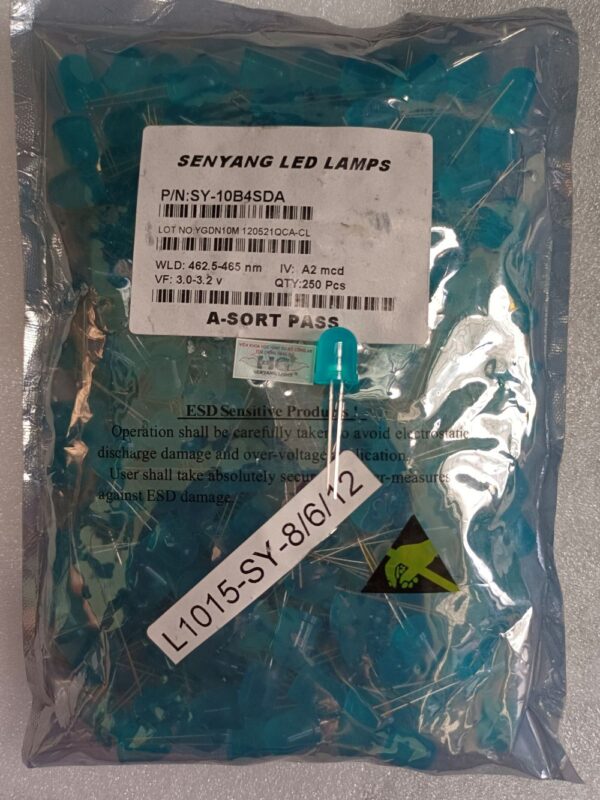 SENYANG LED LAMPS
P/N:SY-10B4SDA
LOT NO:YGDN10M 120521QCA-CL
WLD: 462.5-465 nm IV: A2 mcd
VF: 3.0-3.2 v QTY:250 Pcs
A-SORT PASS
SENYANG
ESD Sensitive Products !
Operation shall be carefully taken to avoid electrostatic
discharge damage and over-voltage
User shall take absolutely measures
against ESD damage.
L1015-SY-8/6/12